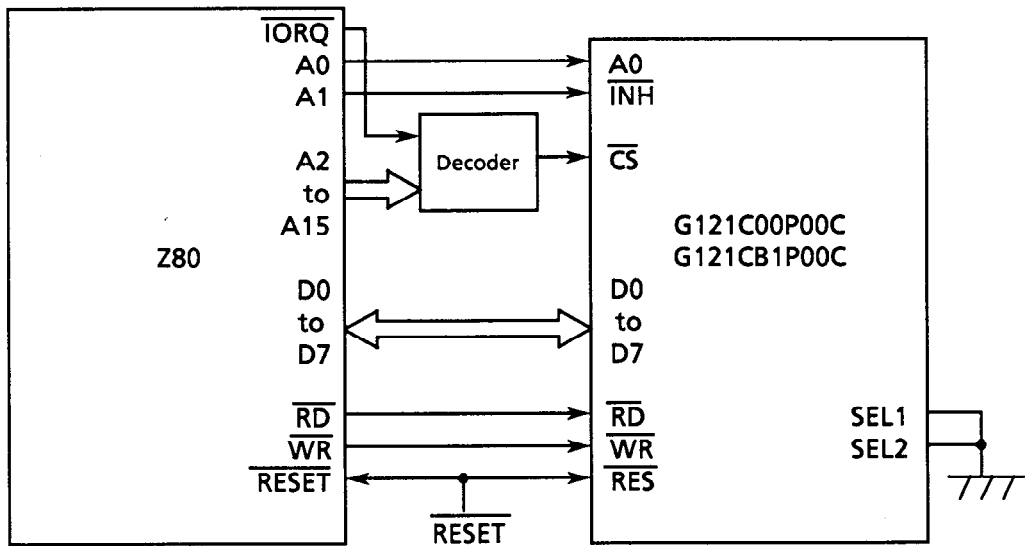 IORQ
A0
A1
A2
to
A15
Z80
D0
to
D7
RD
WR
RESET
Decoder
RESET
A0
INH
CS
G121C00P00C
G121CB1P00C
D0
to
D7
RD
WR
RES
SEL1
SEL2